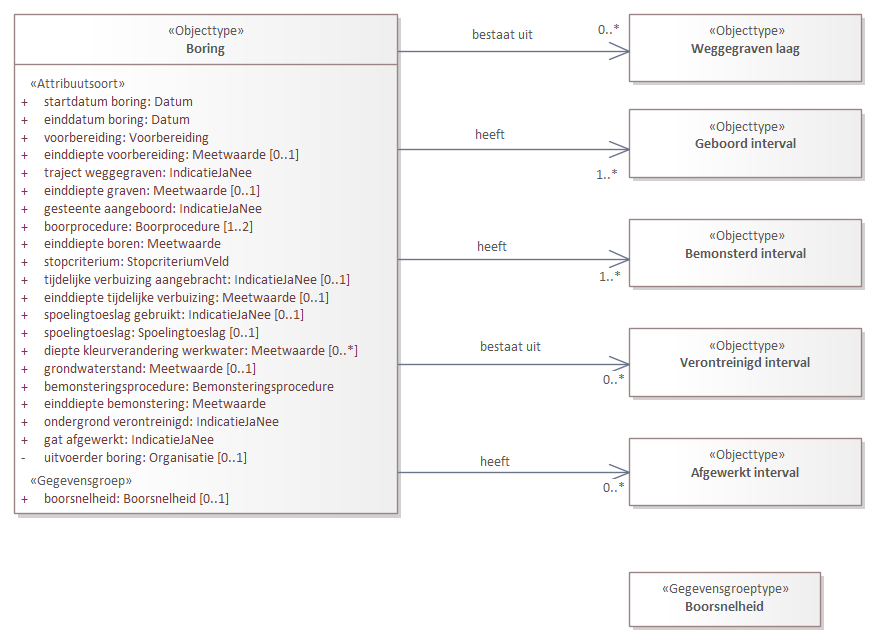 «Objecttype»
Boring
«Attribuutsoort»
+ startdatum boring: Datum
+ einddatum boring: Datum
+ voorbereiding: Voorbereiding
+ einddiepte voorbereiding: Meetwaarde [0..1]
+ traject weggegraven: IndicatieJaNee
+ einddiepte graven: Meetwaarde [0..1]
+ gesteente aangeboord: IndicatieJaNee
+ boorprocedure: Boorprocedure [1..2]
+ einddiepte boren: Meetwaarde
+ stopcriterium: StopcriteriumVeld
+ tijdelijke verbuizing aangebracht: IndicatieJaNee [0..1]
+ einddiepte tijdelijke verbuizing: Meetwaarde [0..1]
+ spoelingtoeslag gebruikt: IndicatieJaNee [0..1]
+ spoelingtoeslag: Spoelingtoeslag [0..1]
+ diepte kleurverandering werkwater: Meetwaarde [0..*]
+ grondwaterstand: Meetwaarde [0..1]
+ bemonsteringsprocedure: Bemonsteringsprocedure
+ einddiepte bemonstering: Meetwaarde
+ ondergrond verontreinigd: IndicatieJaNee
+ gat afgewerkt: IndicatieJaNee
- uitvoerder boring: Organisatie [0..1]
«Gegevensgroep»
+ boorsnelheid: Boorsnelheid [0..1]
bestaat uit
0..*
«Objecttype»
Weggegraven laag
heeft
1..*
«Objecttype»
Geboord interval
heeft
1..*
«Objecttype»
Bemonsterd interval
bestaat uit
0..*
«Objecttype»
Verontreinigd interval
heeft
0..*
«Objecttype»
Afgewerkt interval
«Gegevensgroeptype»
Boorsnelheid